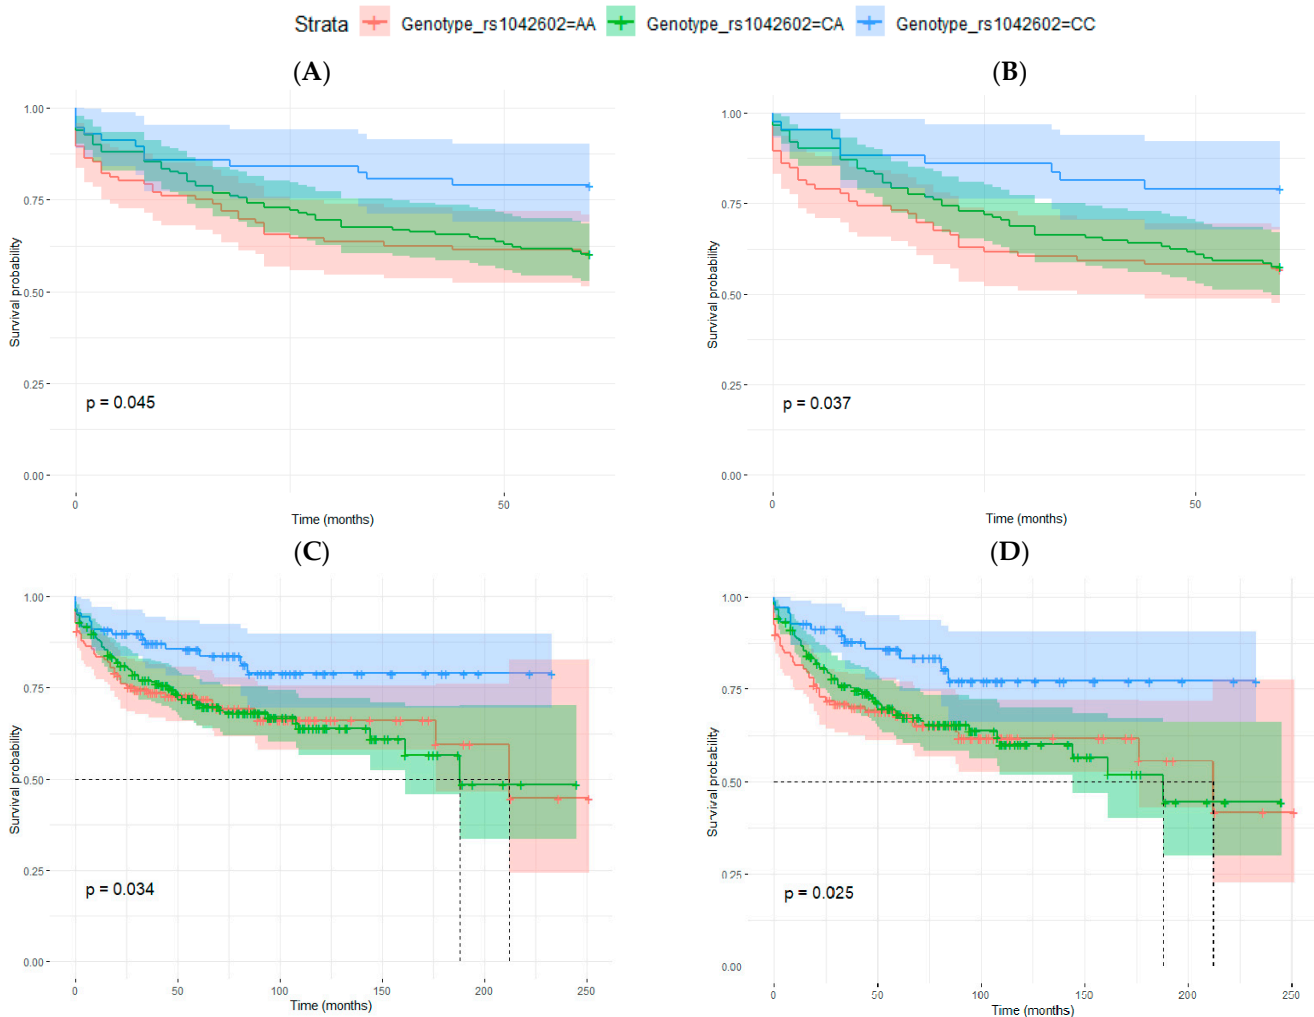 Strata Genotype_rs1042602=AA Genotype_rs1042602=CA Genotype_rs1042602=CC
(A)
Survival probability
1.00
0.75
0.50
0.25
0.00
p = 0.045
0 50
Time (months)
(B)
Survival probability
1.00
0.75
0.50
0.25
0.00
p = 0.037
0 50
Time (months)
(C)
Survival probability
1.00
0.75
0.50
0.25
0.00
p = 0.034
0 50 100 150 200 250
Time (months)
(D)
Survival probability
1.00
0.75
0.50
0.25
0.00
p = 0.025
0 50 100 150 200 250
Time (months)